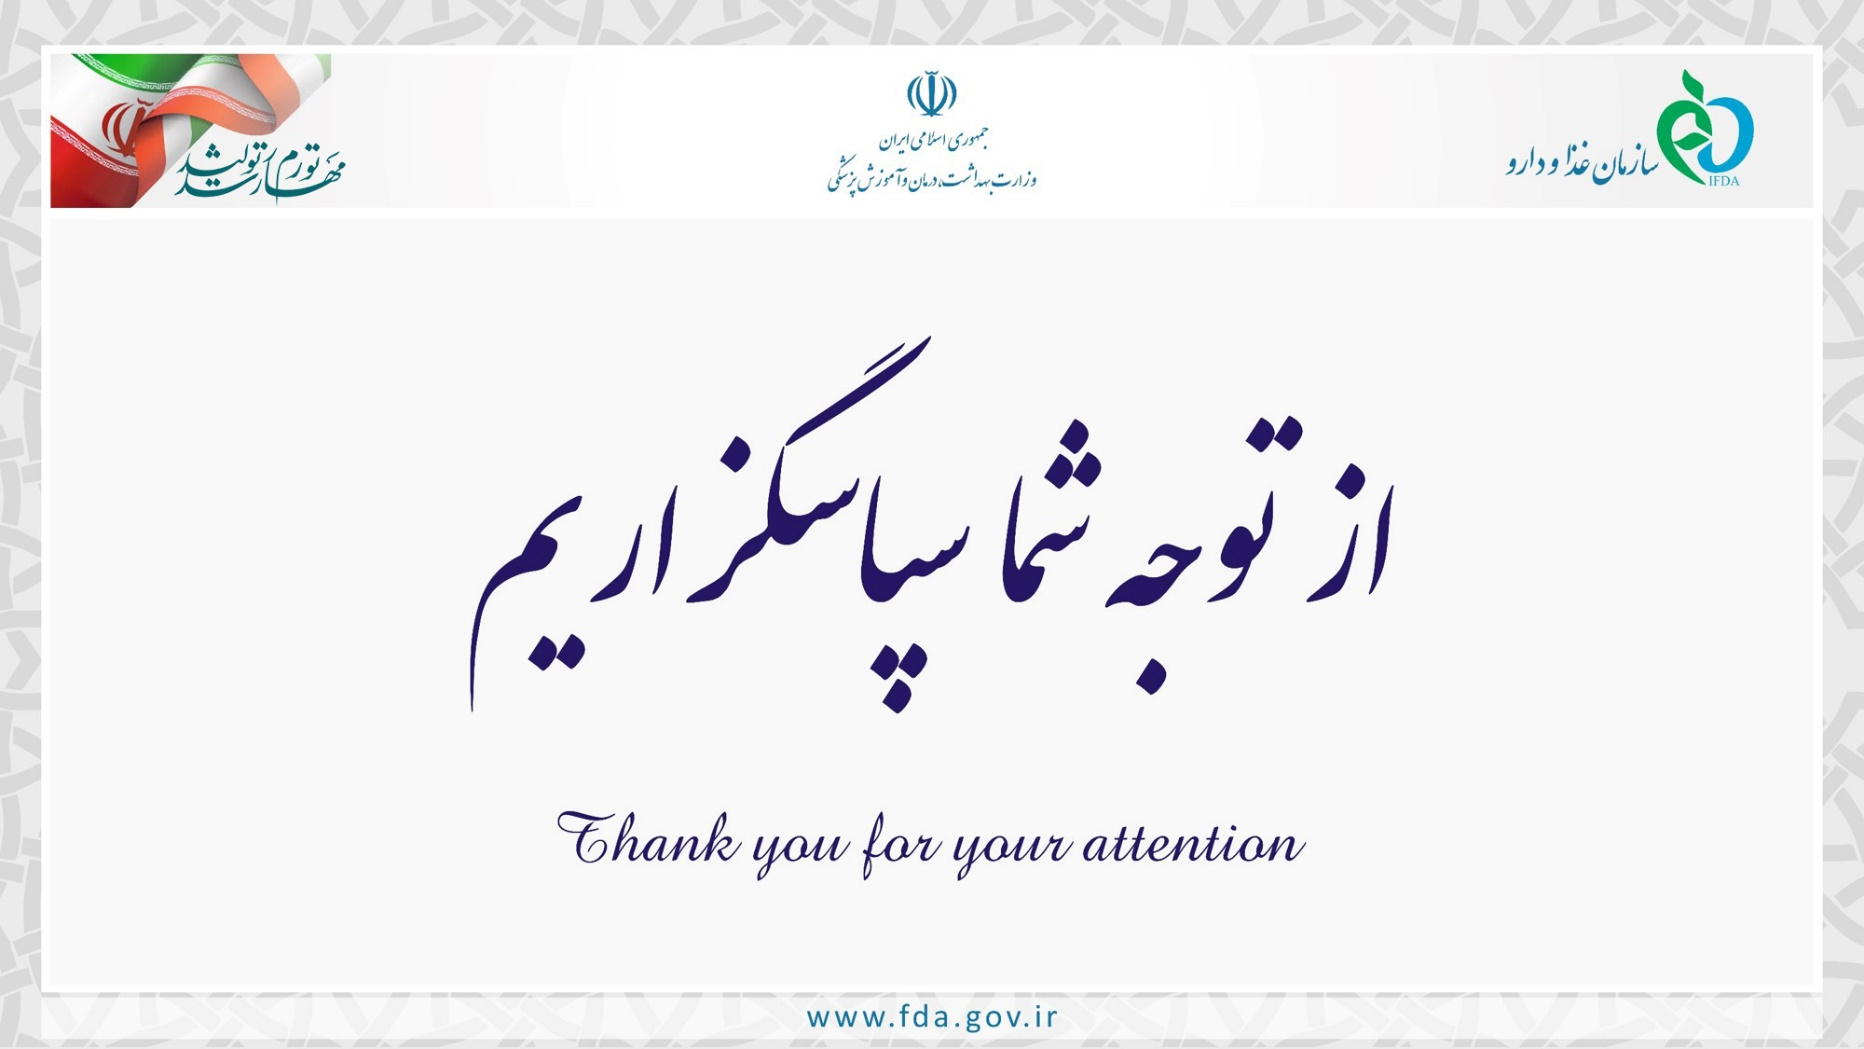 مهار تورم، رشد تولید
جمهوری اسلامی ایران
وزارت بهداشت، درمان و آموزش پزشکی
سازمان غذا و دارو
IFDA
از توجه شما سپاسگزاریم
Thank you for your attention
www.fda.gov.ir